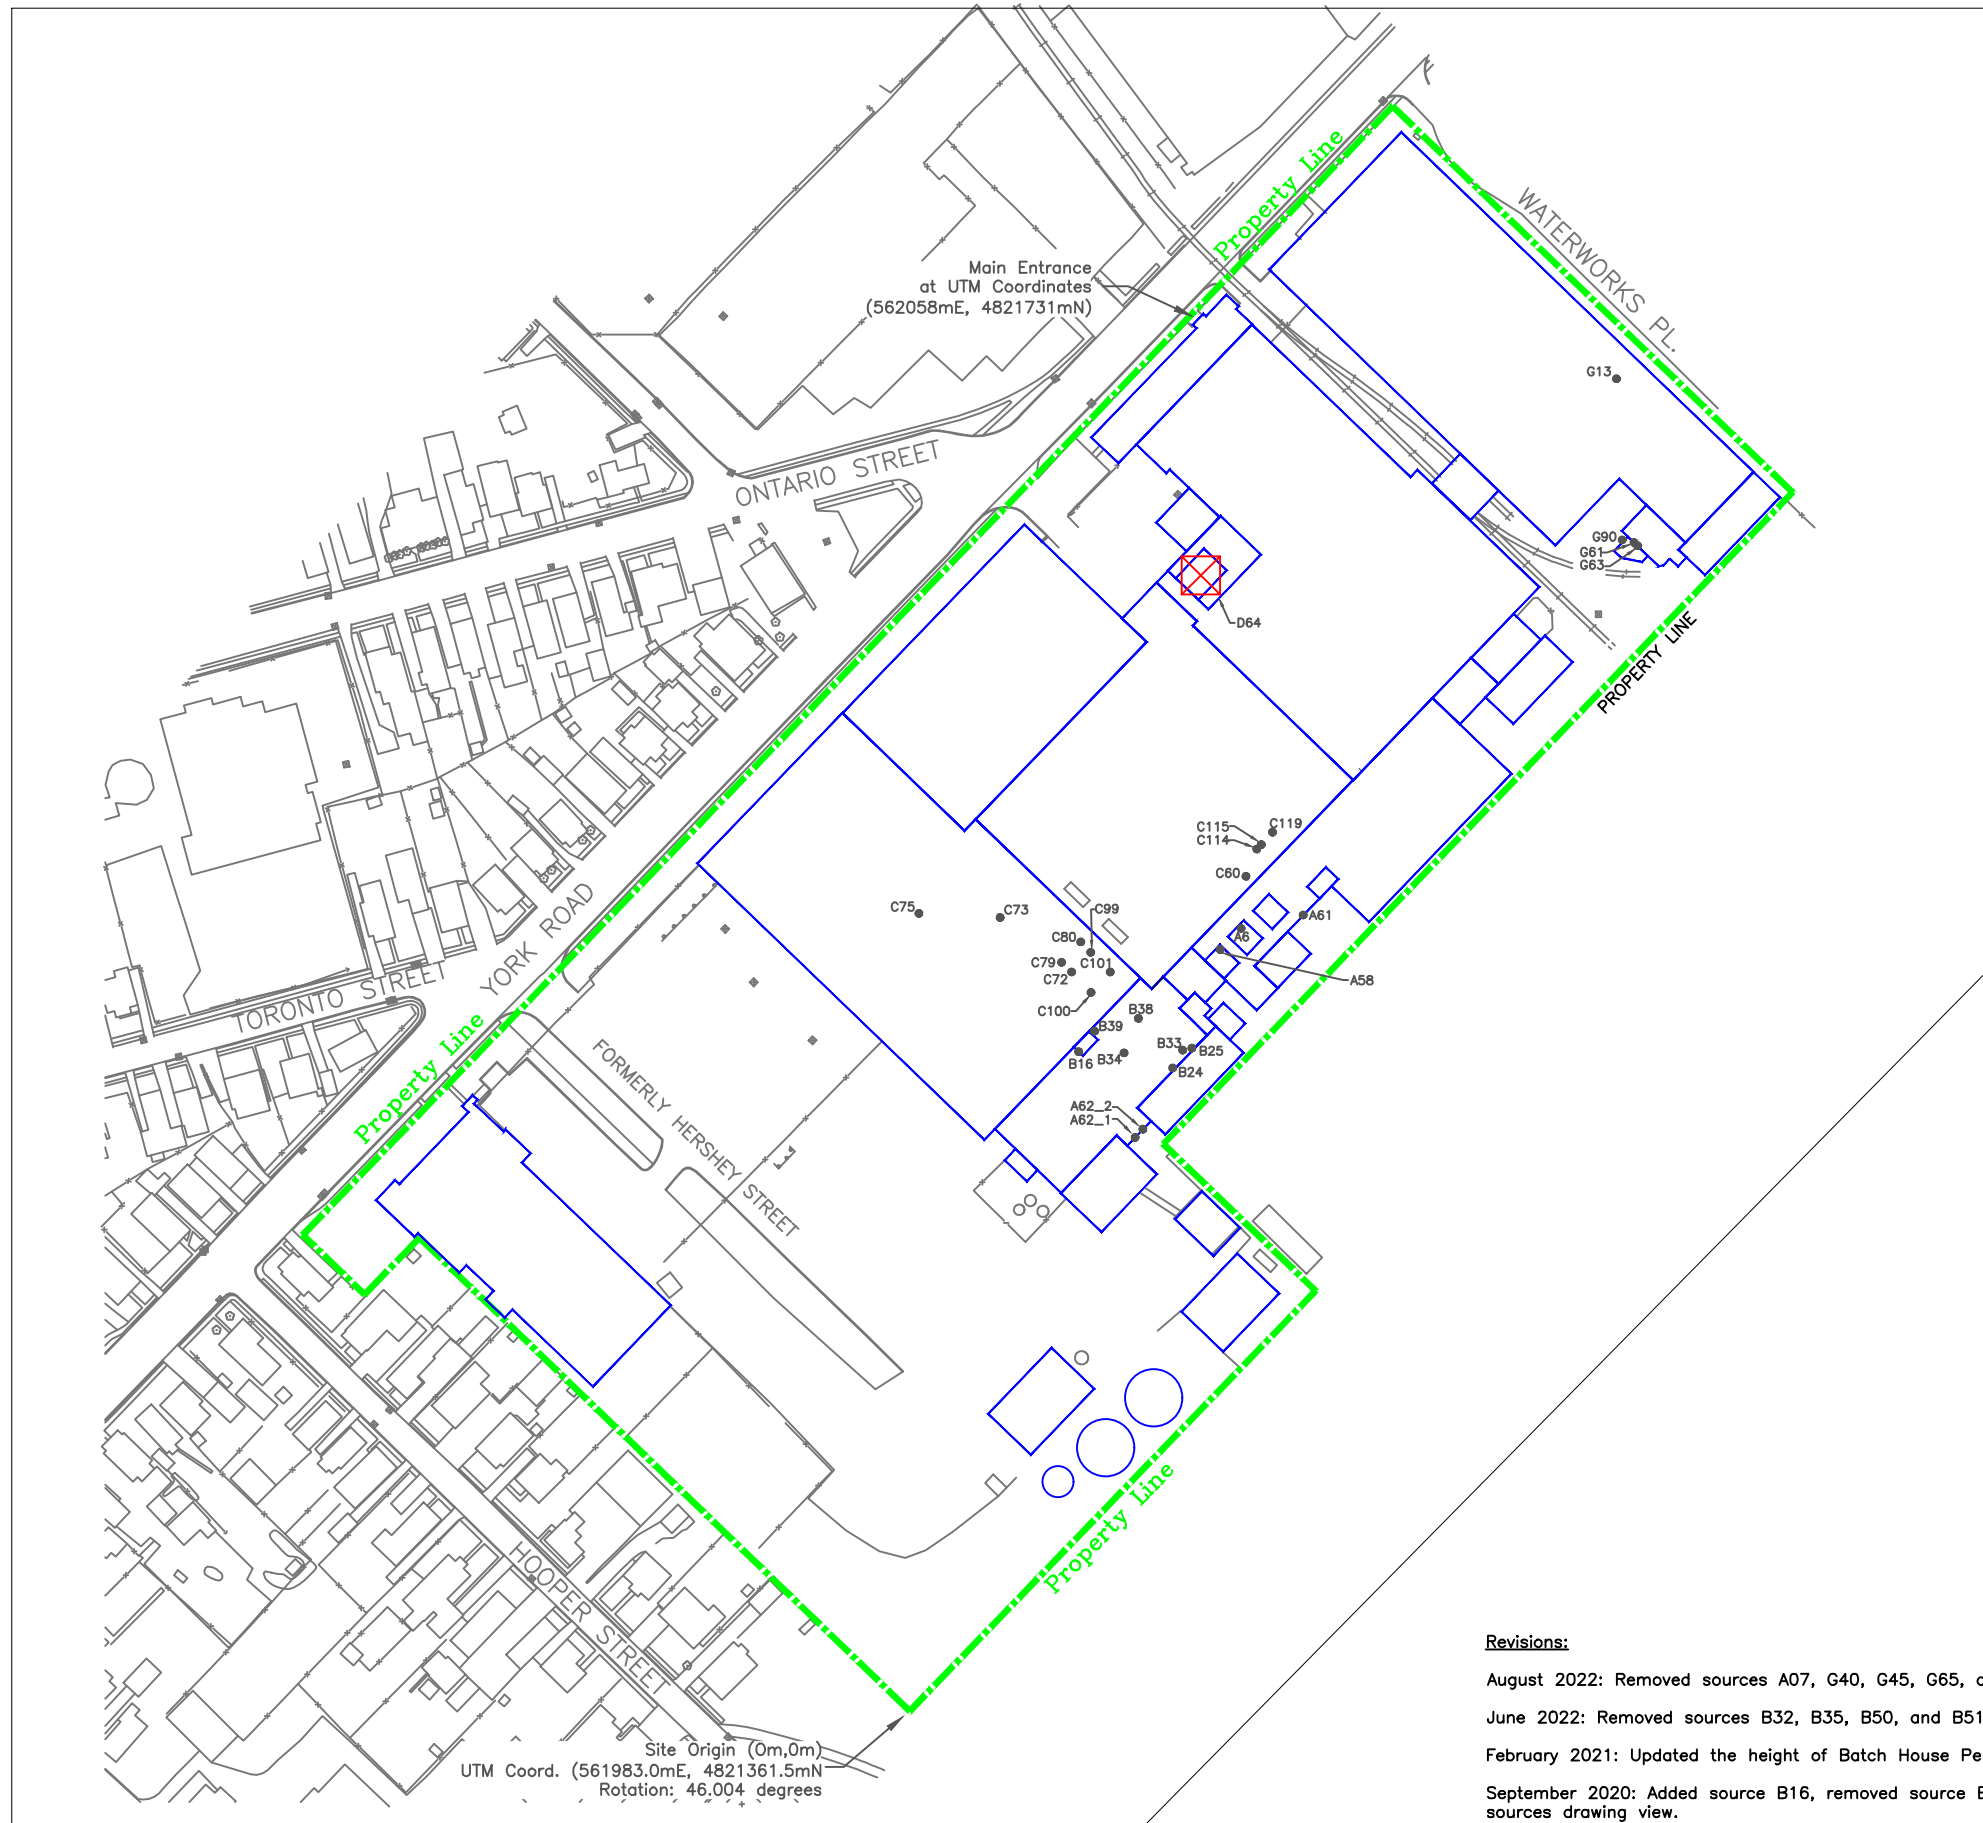 Property Line
WATERWORKS PL.
Main Entrance
at UTM Coordinates
(562058mE, 4821731mN)
G13
ONTARIO STREET
G90
G61
G63
D64
PROPERTY LINE
C115
C119
C114
C60
C75
C73
C99
A61
C80
A6
YORK ROAD
C79
C101
C72
A58
TORONTO STREET
C100
B38
B39
Property Line
FORMERLY HERSHEY STREET
B33
B25
B16
B34
B24
A62_2
A62_1
Property Line
HOOPER STREET
Site Origin (0m,0m)
UTM Coord. (561983.0mE, 4821361.5mN
Rotation: 46.004 degrees
Revisions:
August 2022: Removed sources A07, G40, G45, G65,
June 2022: Removed sources B32, B35, B50, and B51
February 2021: Updated the height of Batch House
September 2020: Added source B16, removed source
sources drawing view.